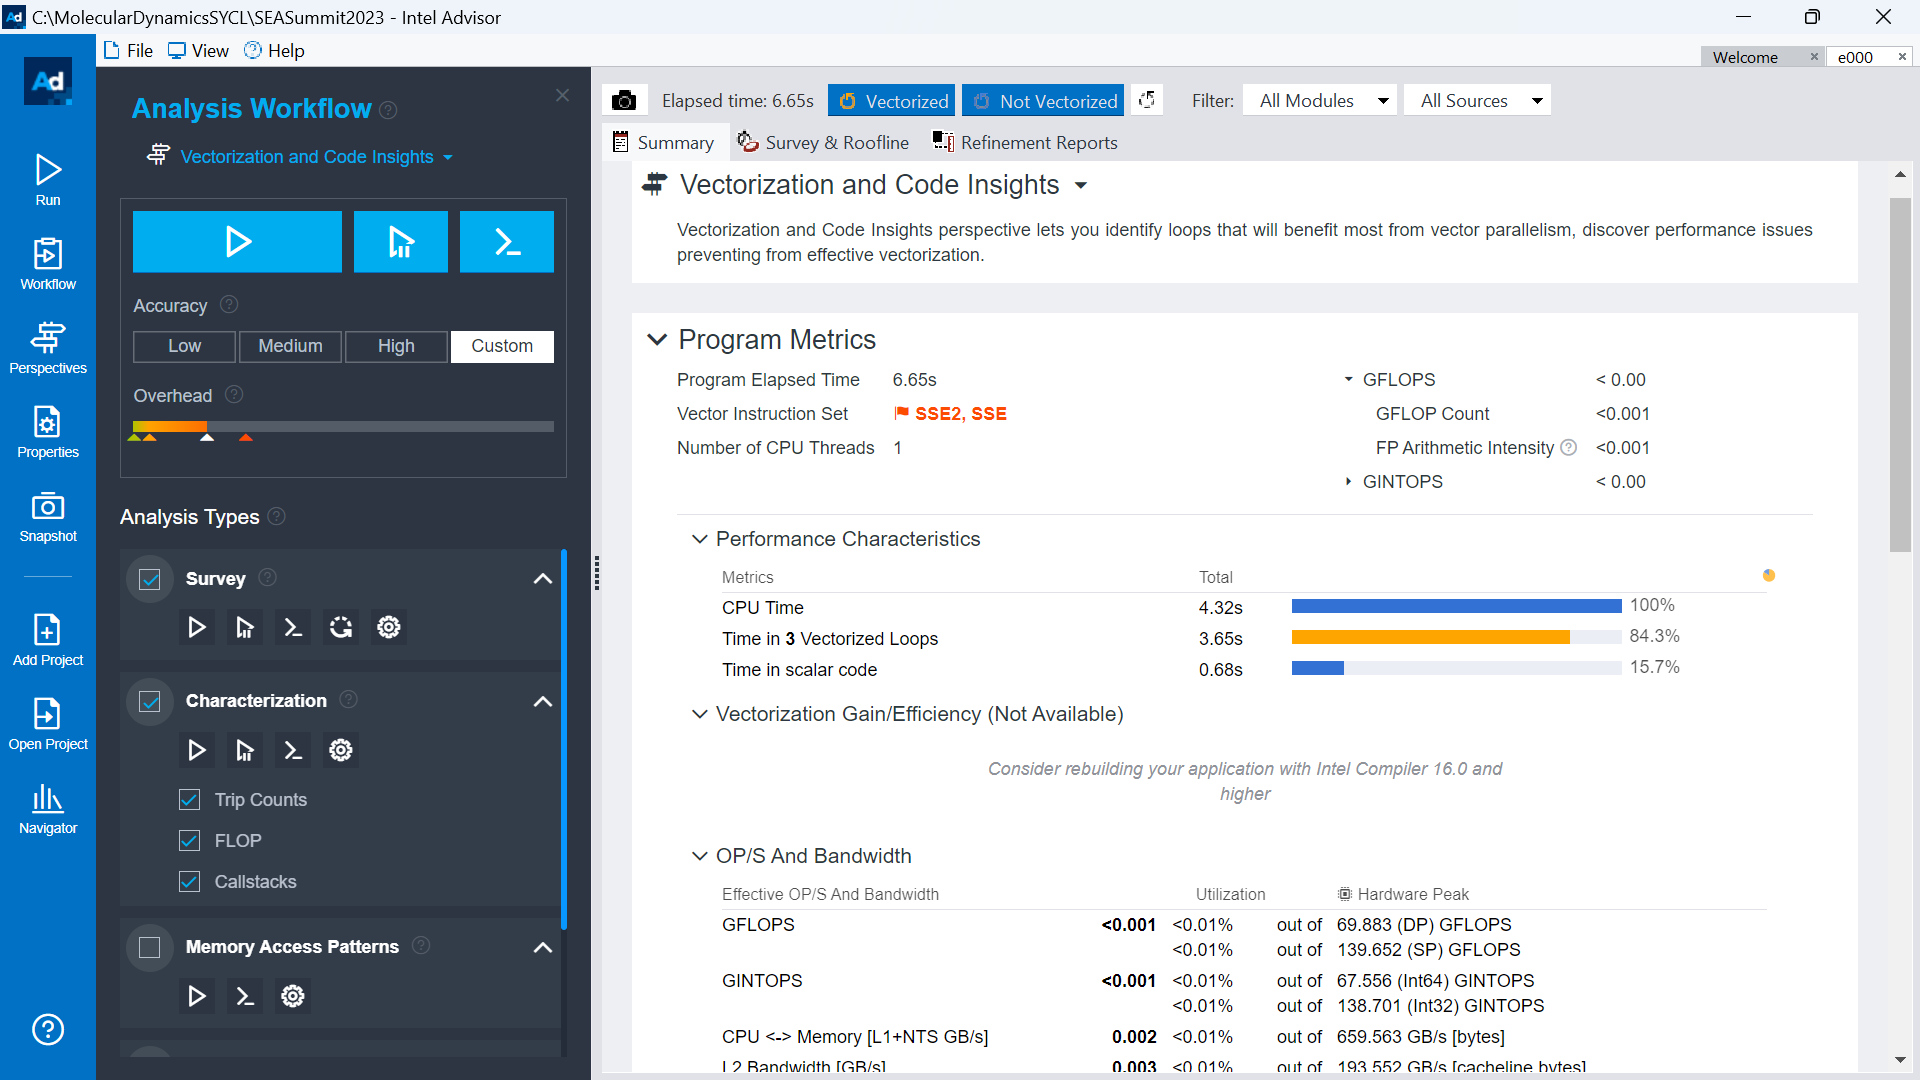 C:\MolecularDynamicsSYCL\SEASummit2023 - Intel Advisor
File View Help
Welcome e000
Ad
Run
Workflow
Perspectives
Properties
Snapshot
Add Project
Open Project
Navigator
Analysis Workflow
Vectorization and Code Insights
Accuracy
Low Medium High Custom
Overhead
Analysis Types
Survey
Characterization
Trip Counts
FLOP
Callstacks
Memory Access Patterns
Elapsed time: 6.65s Vectorized Not Vectorized Filter: All Modules All Sources
Summary Survey & Roofline Refinement Reports
Vectorization and Code Insights
Vectorization and Code Insights perspective lets you identify loops that will benefit most from vector parallelism, discover performance issues
preventing from effective vectorization.
Program Metrics
Program Elapsed Time 6.65s
Vector Instruction Set SSE2, SSE
Number of CPU Threads 1
GFLOPS < 0.00
GFLOP Count <0.001
FP Arithmetic Intensity <0.001
GINTOPS < 0.00
Performance Characteristics
Metrics Total
CPU Time 4.32s 100%
Time in 3 Vectorized Loops 3.65s 84.3%
Time in scalar code 0.68s 15.7%
Vectorization Gain/Efficiency (Not Available)
Consider rebuilding your application with Intel Compiler 16.0 and
higher
OP/S And Bandwidth
Effective OP/S And Bandwidth Utilization Hardware Peak
GFLOPS <0.001 <0.01% out of 69.883 (DP) GFLOPS
<0.01% out of 139.652 (SP) GFLOPS
GINTOPS <0.001 <0.01% out of 67.556 (Int64) GINTOPS
<0.01% out of 138.701 (Int32) GINTOPS
CPU <-> Memory [L1+NTS GB/s] 0.002 <0.01% out of 659.563 GB/s [bytes]
L2 Bandwidth [GB/s] 0.003 <0.01% out of 193.552 GB/s [cacheline bytes]